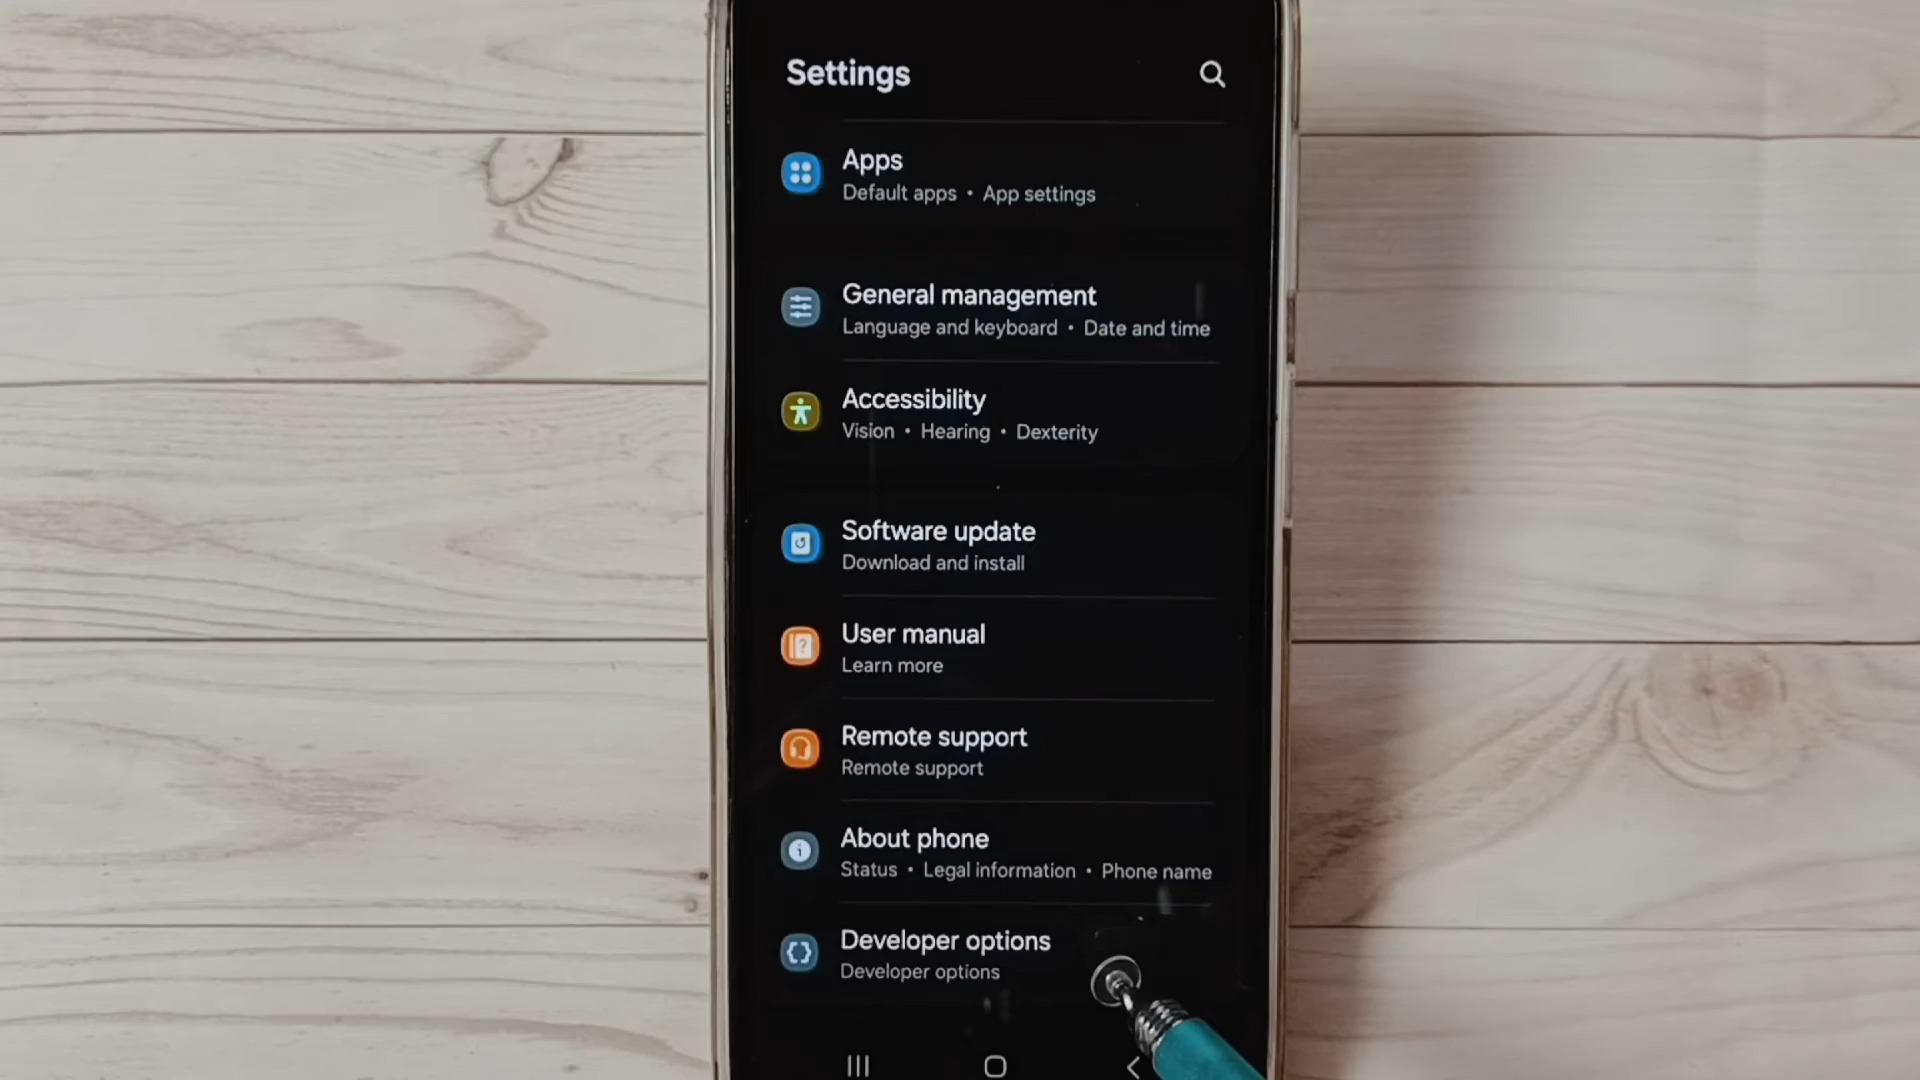 Settings
Apps
Default apps • App settings
General management
Language and keyboard • Date and time
Accessibility
Vision • Hearing • Dexterity
Software update
Download and install
User manual
Learn more
Remote support
Remote support
About phone
Status • Legal information • Phone name
Developer options
Developer options